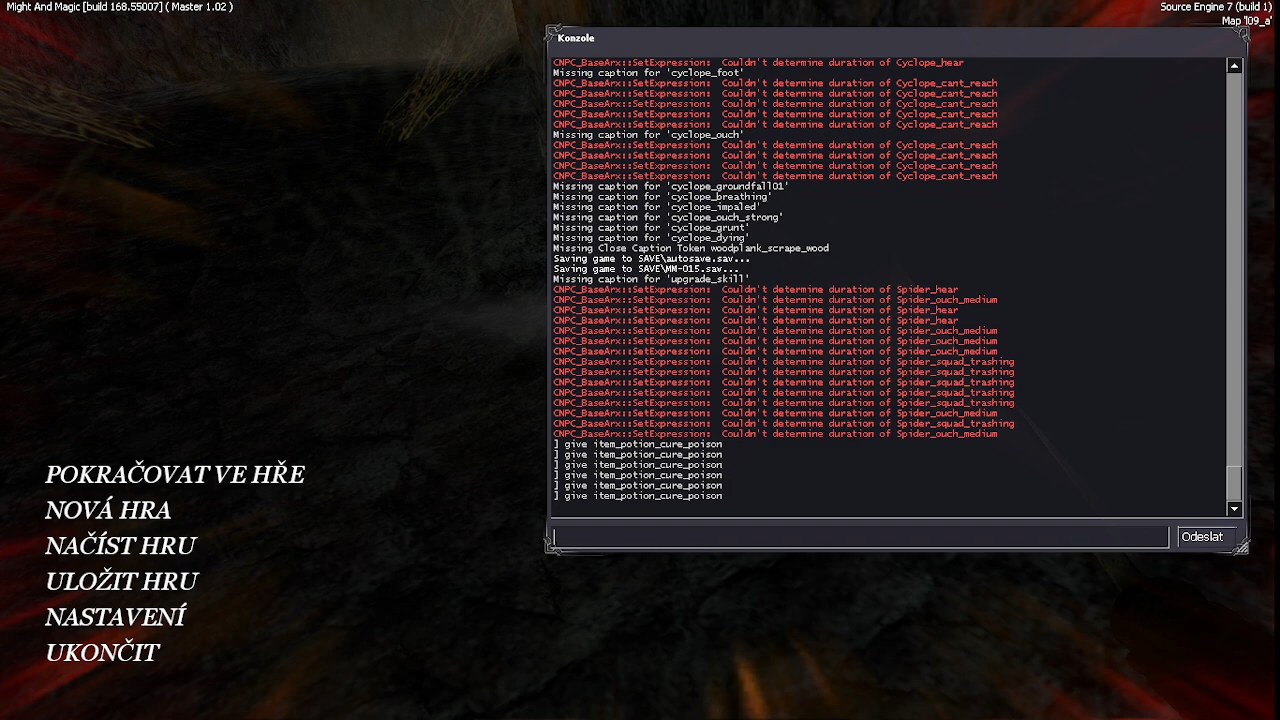 Might And Magic [build 168.55007] ( Master 1.02 )
Source Engine 7 (build 1)
Map 'l09_a'
Konzole
CNPC_BaseArx::SetExpression:  Couldn't determine duration of Cyclope_hear
Missing caption for 'cyclope_foot'
CNPC_BaseArx::SetExpression:  Couldn't determine duration of Cyclope_cant_reach
CNPC_BaseArx::SetExpression:  Couldn't determine duration of Cyclope_cant_reach
CNPC_BaseArx::SetExpression:  Couldn't determine duration of Cyclope_cant_reach
CNPC_BaseArx::SetExpression:  Couldn't determine duration of Cyclope_cant_reach
CNPC_BaseArx::SetExpression:  Couldn't determine duration of Cyclope_cant_reach
Missing caption for 'cyclope_ouch'
CNPC_BaseArx::SetExpression:  Couldn't determine duration of Cyclope_cant_reach
CNPC_BaseArx::SetExpression:  Couldn't determine duration of Cyclope_cant_reach
CNPC_BaseArx::SetExpression:  Couldn't determine duration of Cyclope_cant_reach
CNPC_BaseArx::SetExpression:  Couldn't determine duration of Cyclope_cant_reach
Missing caption for 'cyclope_groundfall01'
Missing caption for 'cyclope_breathing'
Missing caption for 'cyclope_impaled'
Missing caption for 'cyclope_ouch_strong'
Missing caption for 'cyclope_grunt'
Missing caption for 'cyclope_dying'
Missing Close Caption Token woodplank_scrape_wood
Saving game to SAVE\autosave.sav...
Saving game to SAVE\MM-015.sav...
Missing caption for 'upgrade_skill'
CNPC_BaseArx::SetExpression:  Couldn't determine duration of Spider_hear
CNPC_BaseArx::SetExpression:  Couldn't determine duration of Spider_ouch_medium
CNPC_BaseArx::SetExpression:  Couldn't determine duration of Spider_hear
CNPC_BaseArx::SetExpression:  Couldn't determine duration of Spider_hear
CNPC_BaseArx::SetExpression:  Couldn't determine duration of Spider_ouch_medium
CNPC_BaseArx::SetExpression:  Couldn't determine duration of Spider_ouch_medium
CNPC_BaseArx::SetExpression:  Couldn't determine duration of Spider_ouch_medium
CNPC_BaseArx::SetExpression:  Couldn't determine duration of Spider_squad_trashing
CNPC_BaseArx::SetExpression:  Couldn't determine duration of Spider_squad_trashing
CNPC_BaseArx::SetExpression:  Couldn't determine duration of Spider_squad_trashing
CNPC_BaseArx::SetExpression:  Couldn't determine duration of Spider_squad_trashing
CNPC_BaseArx::SetExpression:  Couldn't determine duration of Spider_squad_trashing
CNPC_BaseArx::SetExpression:  Couldn't determine duration of Spider_ouch_medium
CNPC_BaseArx::SetExpression:  Couldn't determine duration of Spider_squad_trashing
CNPC_BaseArx::SetExpression:  Couldn't determine duration of Spider_ouch_medium
] give item_potion_cure_poison
] give item_potion_cure_poison
] give item_potion_cure_poison
] give item_potion_cure_poison
] give item_potion_cure_poison
] give item_potion_cure_poison
Odeslat
POKRAČOVAT VE HŘE
NOVÁ HRA
NAČÍST HRU
ULOŽIT HRU
NASTAVENÍ
UKONČIT